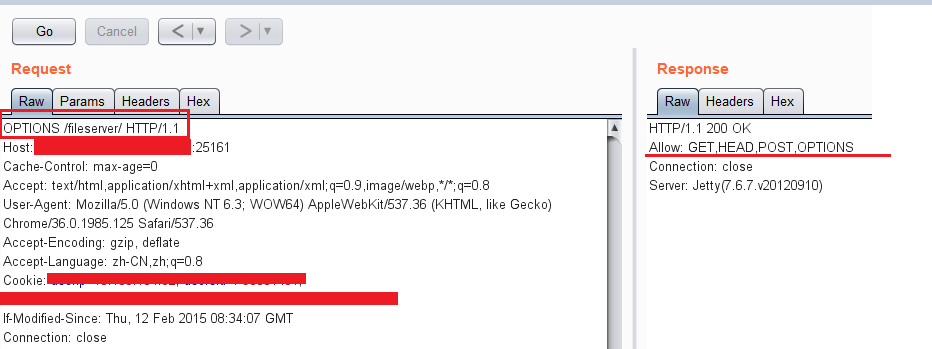 Go Cancel < ▼ > ▼
Request
Raw Params Headers Hex
OPTIONS /fileserver/ HTTP/1.1
Host: :25161
Cache-Control: max-age=0
Accept: text/html,application/xhtml+xml,application/xml;q=0.9,image/webp,*/*;q=0.8
User-Agent: Mozilla/5.0 (Windows NT 6.3; WOW64) AppleWebKit/537.36 (KHTML, like Gecko)
Chrome/36.0.1985.125 Safari/537.36
Accept-Encoding: gzip, deflate
Accept-Language: zh-CN,zh;q=0.8
Cookie:
If-Modified-Since: Thu, 12 Feb 2015 08:34:07 GMT
Connection: close
Response
Raw Headers Hex
HTTP/1.1 200 OK
Allow: GET,HEAD,POST,OPTIONS
Connection: close
Server: Jetty(7.6.7.v20120910)